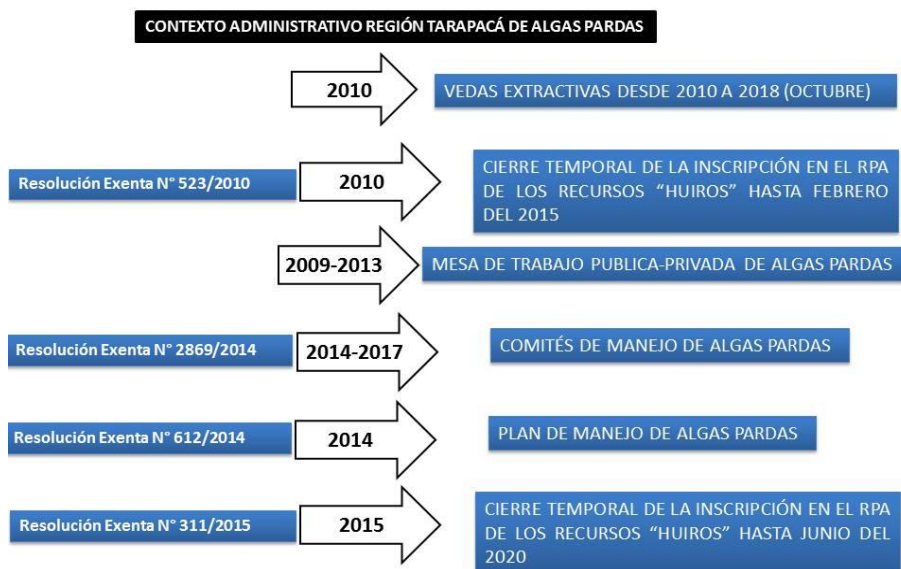 CONTEXTO ADMINISTRATIVO REGIÓN TARAPACÁ DE ALGAS PARDAS
2010
VEDAS EXTRACTIVAS DESDE 2010 A 2018 (OCTUBRE)
Resolución Exenta N° 523/2010
2010
CIERRE TEMPORAL DE LA INSCRIPCIÓN EN EL RPA
DE LOS RECURSOS “HUIROS” HASTA FEBRERO
DEL 2015
2009-2013
MESA DE TRABAJO PUBLICA-PRIVADA DE ALGAS PARDAS
Resolución Exenta N° 2869/2014
2014-2017
COMITÉS DE MANEJO DE ALGAS PARDAS
Resolución Exenta N° 612/2014
2014
PLAN DE MANEJO DE ALGAS PARDAS
Resolución Exenta N° 311/2015
2015
CIERRE TEMPORAL DE LA INSCRIPCIÓN EN EL RPA
DE LOS RECURSOS “HUIROS” HASTA JUNIO DEL
2020